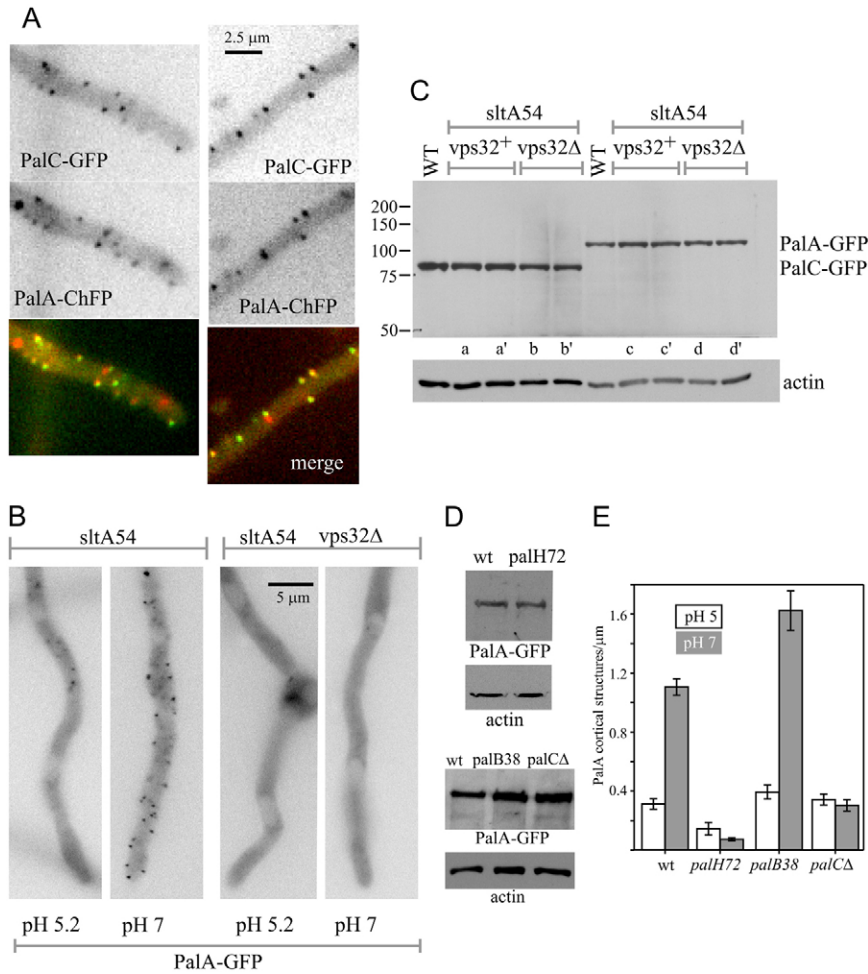 A
2.5 µm
PalC-GFP
PalC-GFP
PalA-ChFP
PalA-ChFP
merge
B
sltA54
sltA54 vps32Δ
5 µm
pH 5.2
pH 7
pH 5.2
pH 7
PalA-GFP
C
sltA54
sltA54
WT
vps32+
vps32Δ
WT
vps32+
vps32Δ
200
150
100
75
50
PalA-GFP
PalC-GFP
a a' b b' c c' d d'
actin
D
wt palH72
PalA-GFP
actin
wt palB38 palCΔ
PalA-GFP
actin
E
PalA cortical structures/µm
1.6
1.2
0.8
0.4
pH 5
pH 7
wt palH72 palB38 palCΔ